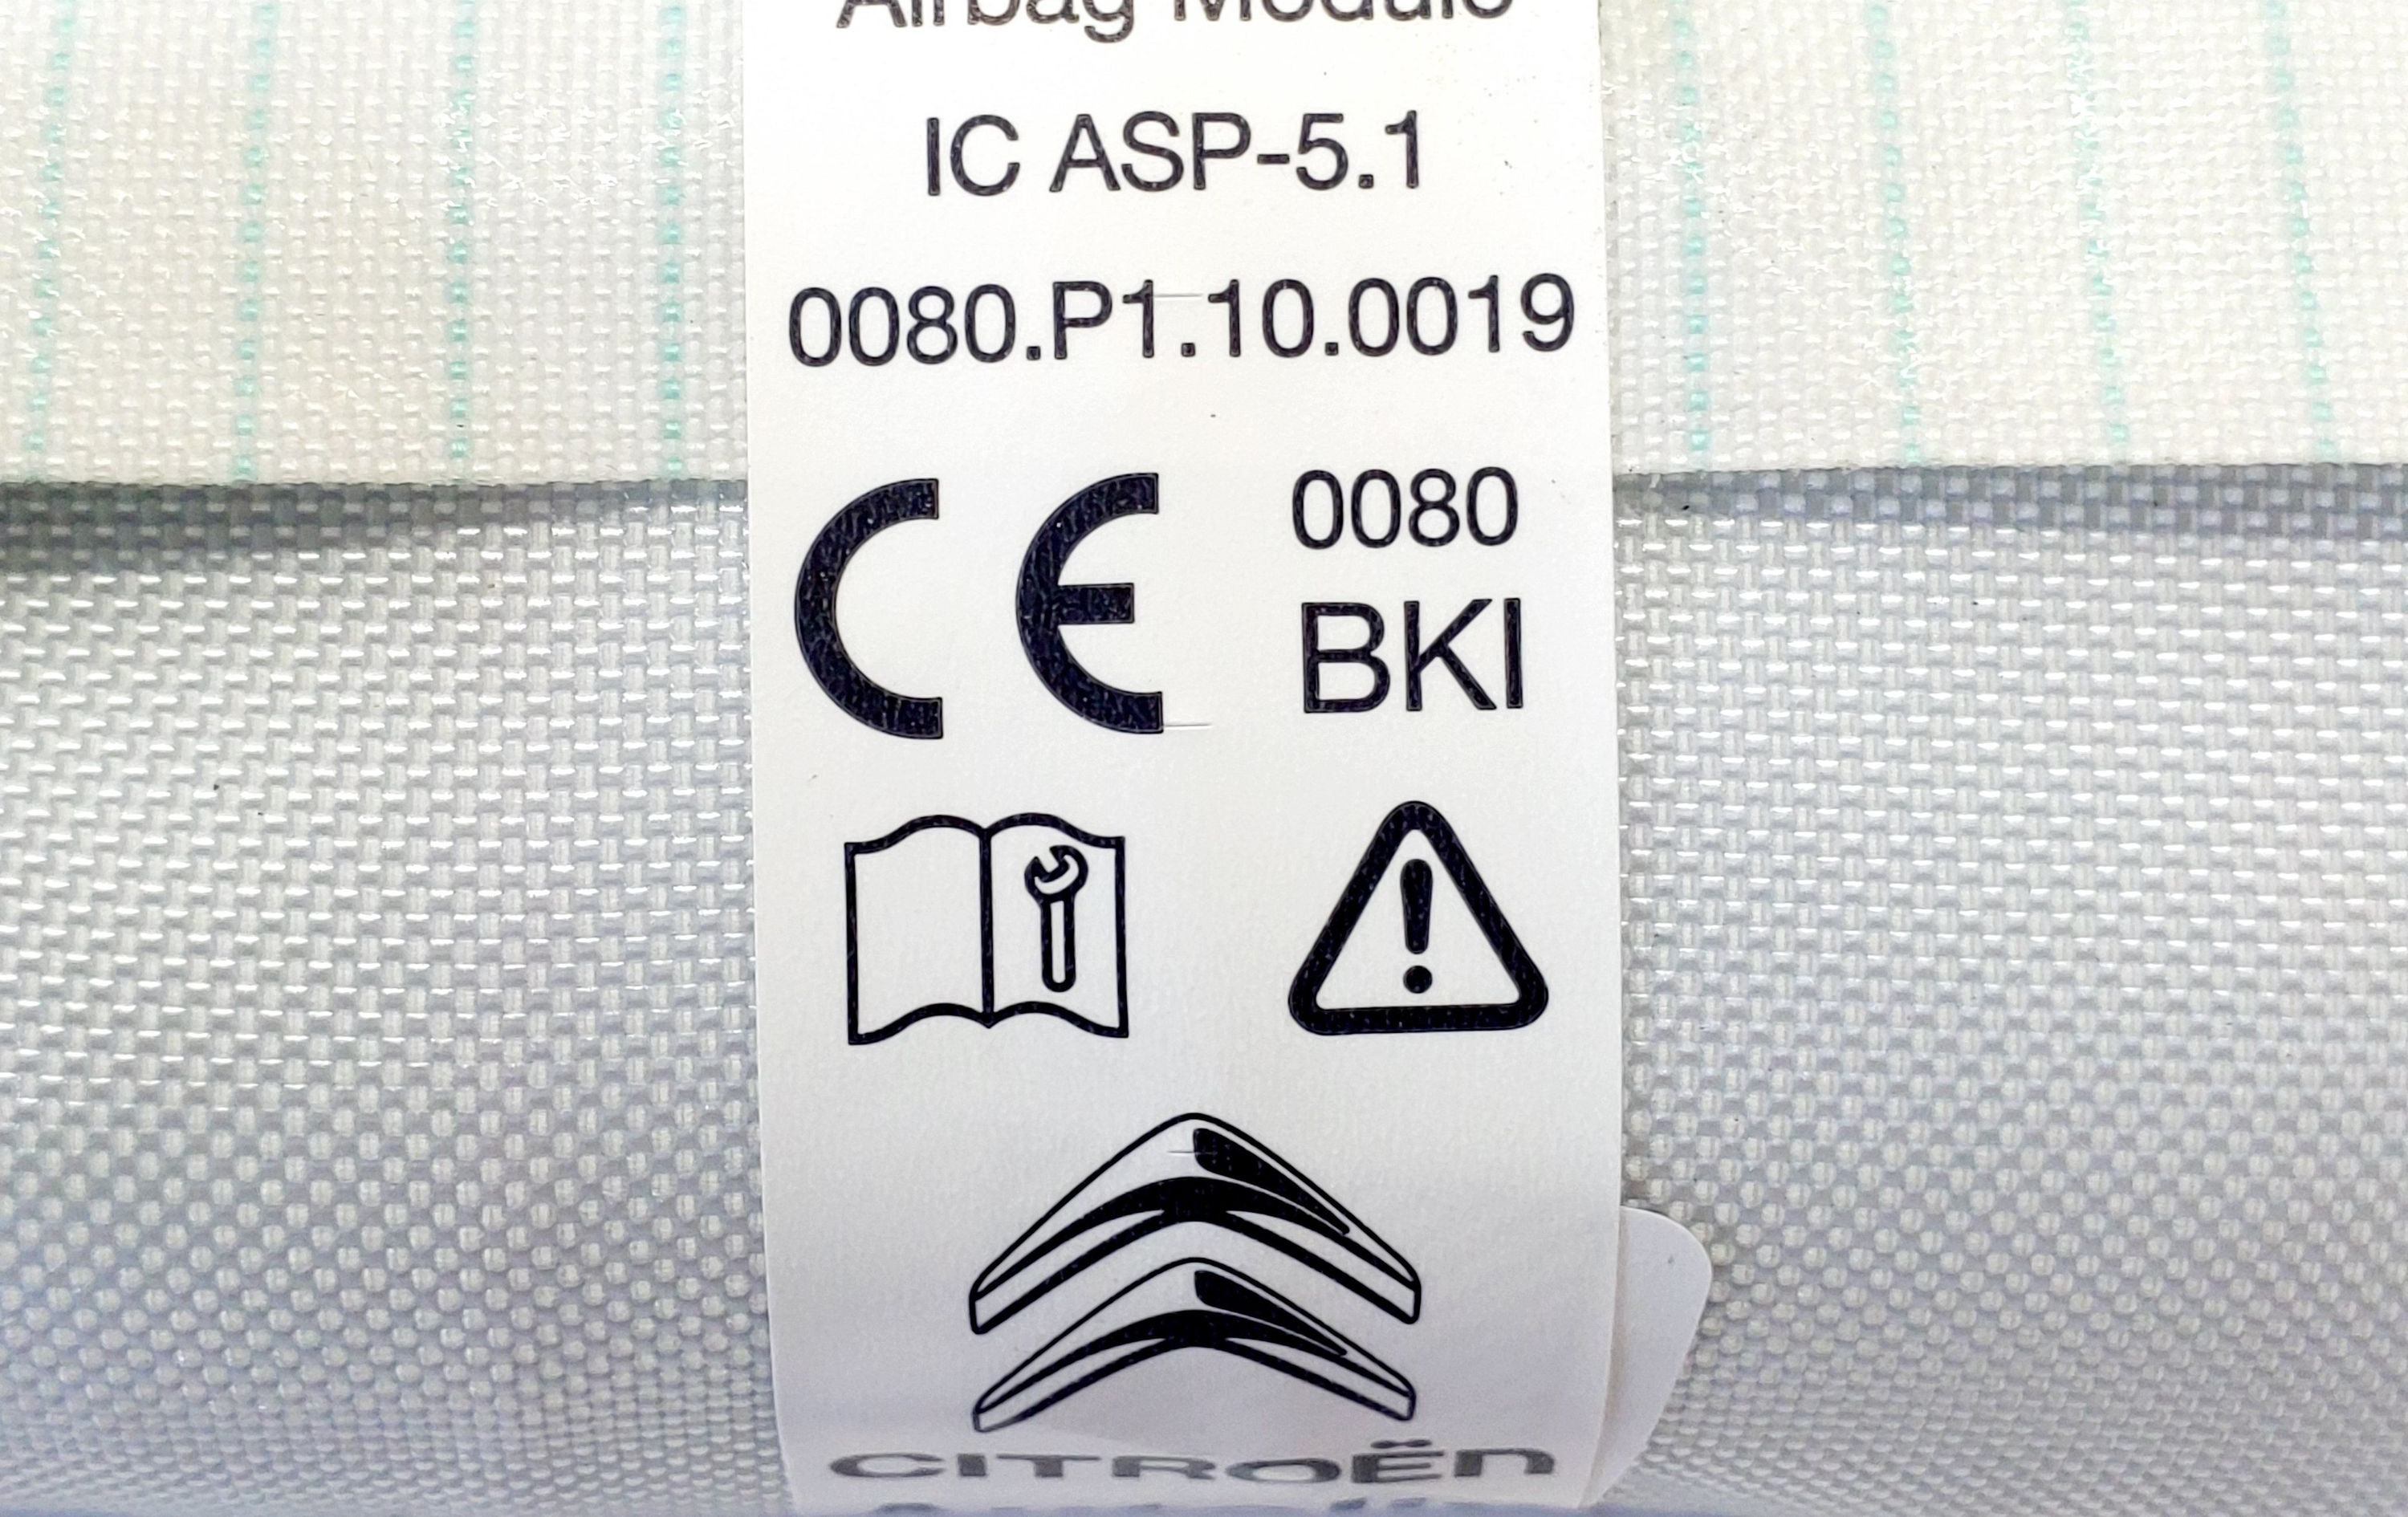 Airbag Module
IC ASP-5.1
0080.P1.10.0019
CE
0080
BKI
CITROËn